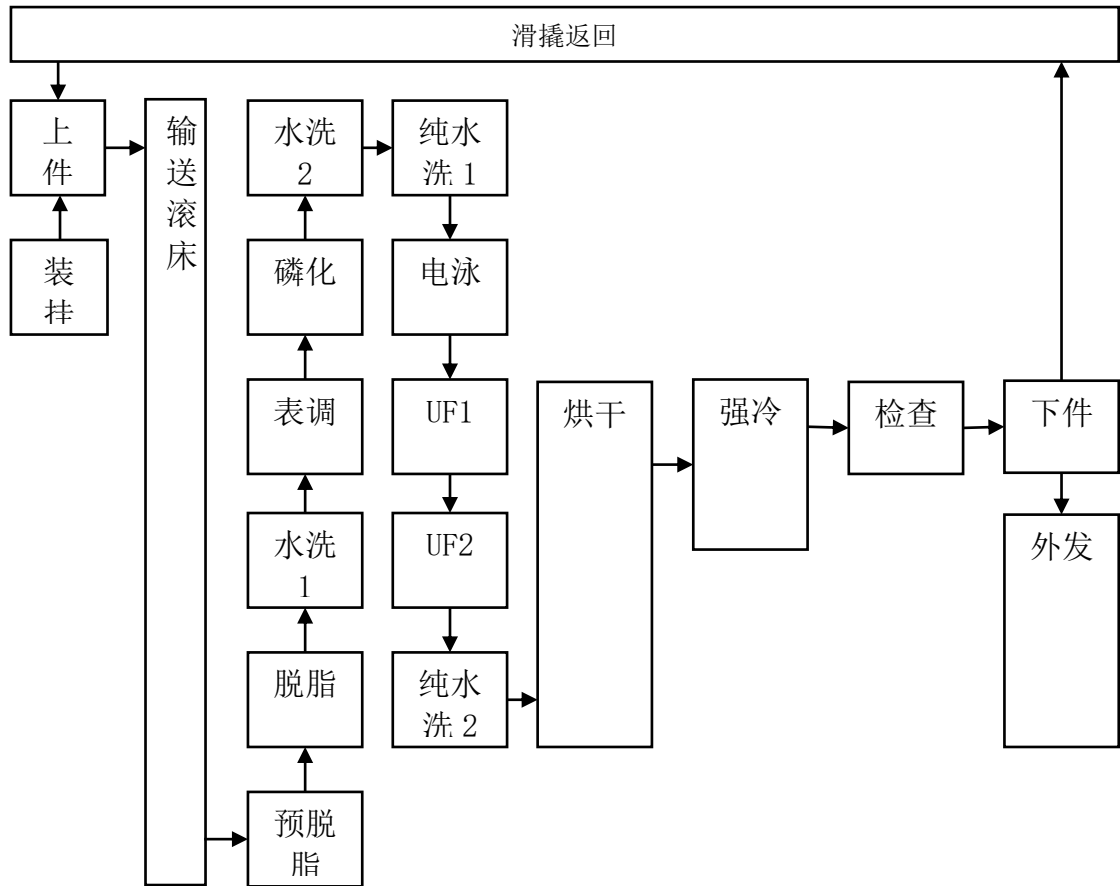 滑撬返回
上
件
装
挂
输
送
滚
床
水洗
2
磷化
表调
水洗
1
脱脂
预脱
脂
纯水
洗 1
电泳
UF1
UF2
纯水
洗 2
烘干
强冷
检查
下件
外发